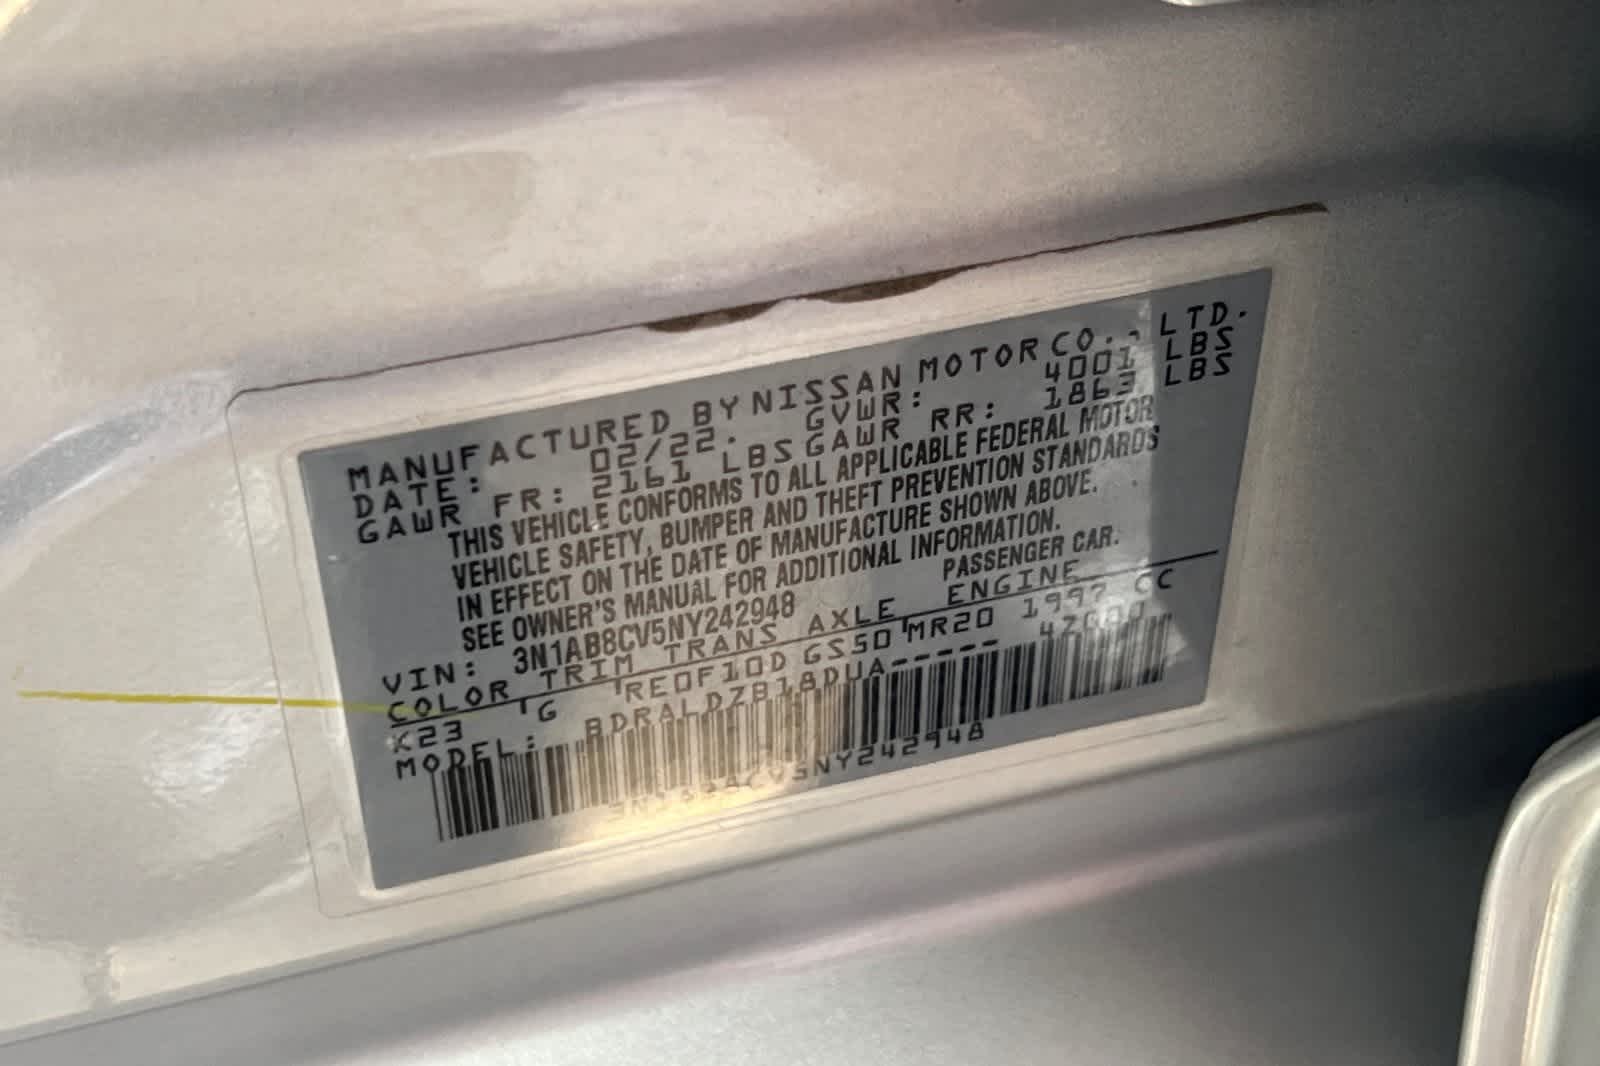 MANUFACTURED BY NISSAN MOTOR CO., LTD.
DATE: 02/22. GVWR: 4001 LBS
GAWR FR: 2161 LBS GAWR RR: 1863 LBS
THIS VEHICLE CONFORMS TO ALL APPLICABLE FEDERAL MOTOR
VEHICLE SAFETY, BUMPER AND THEFT PREVENTION STANDARDS
IN EFFECT ON THE DATE OF MANUFACTURE SHOWN ABOVE.
SEE OWNER'S MANUAL FOR ADDITIONAL INFORMATION.
VIN: 3N1AB8CV5NY242948 PASSENGER CAR.
COLOR TRIM TRANS AXLE ENGINE
K23 G RE0F10D GS50 MR20 1997 CC
MODEL: BDRALDZB18DUA-----
3N1AB8CV5NY242948